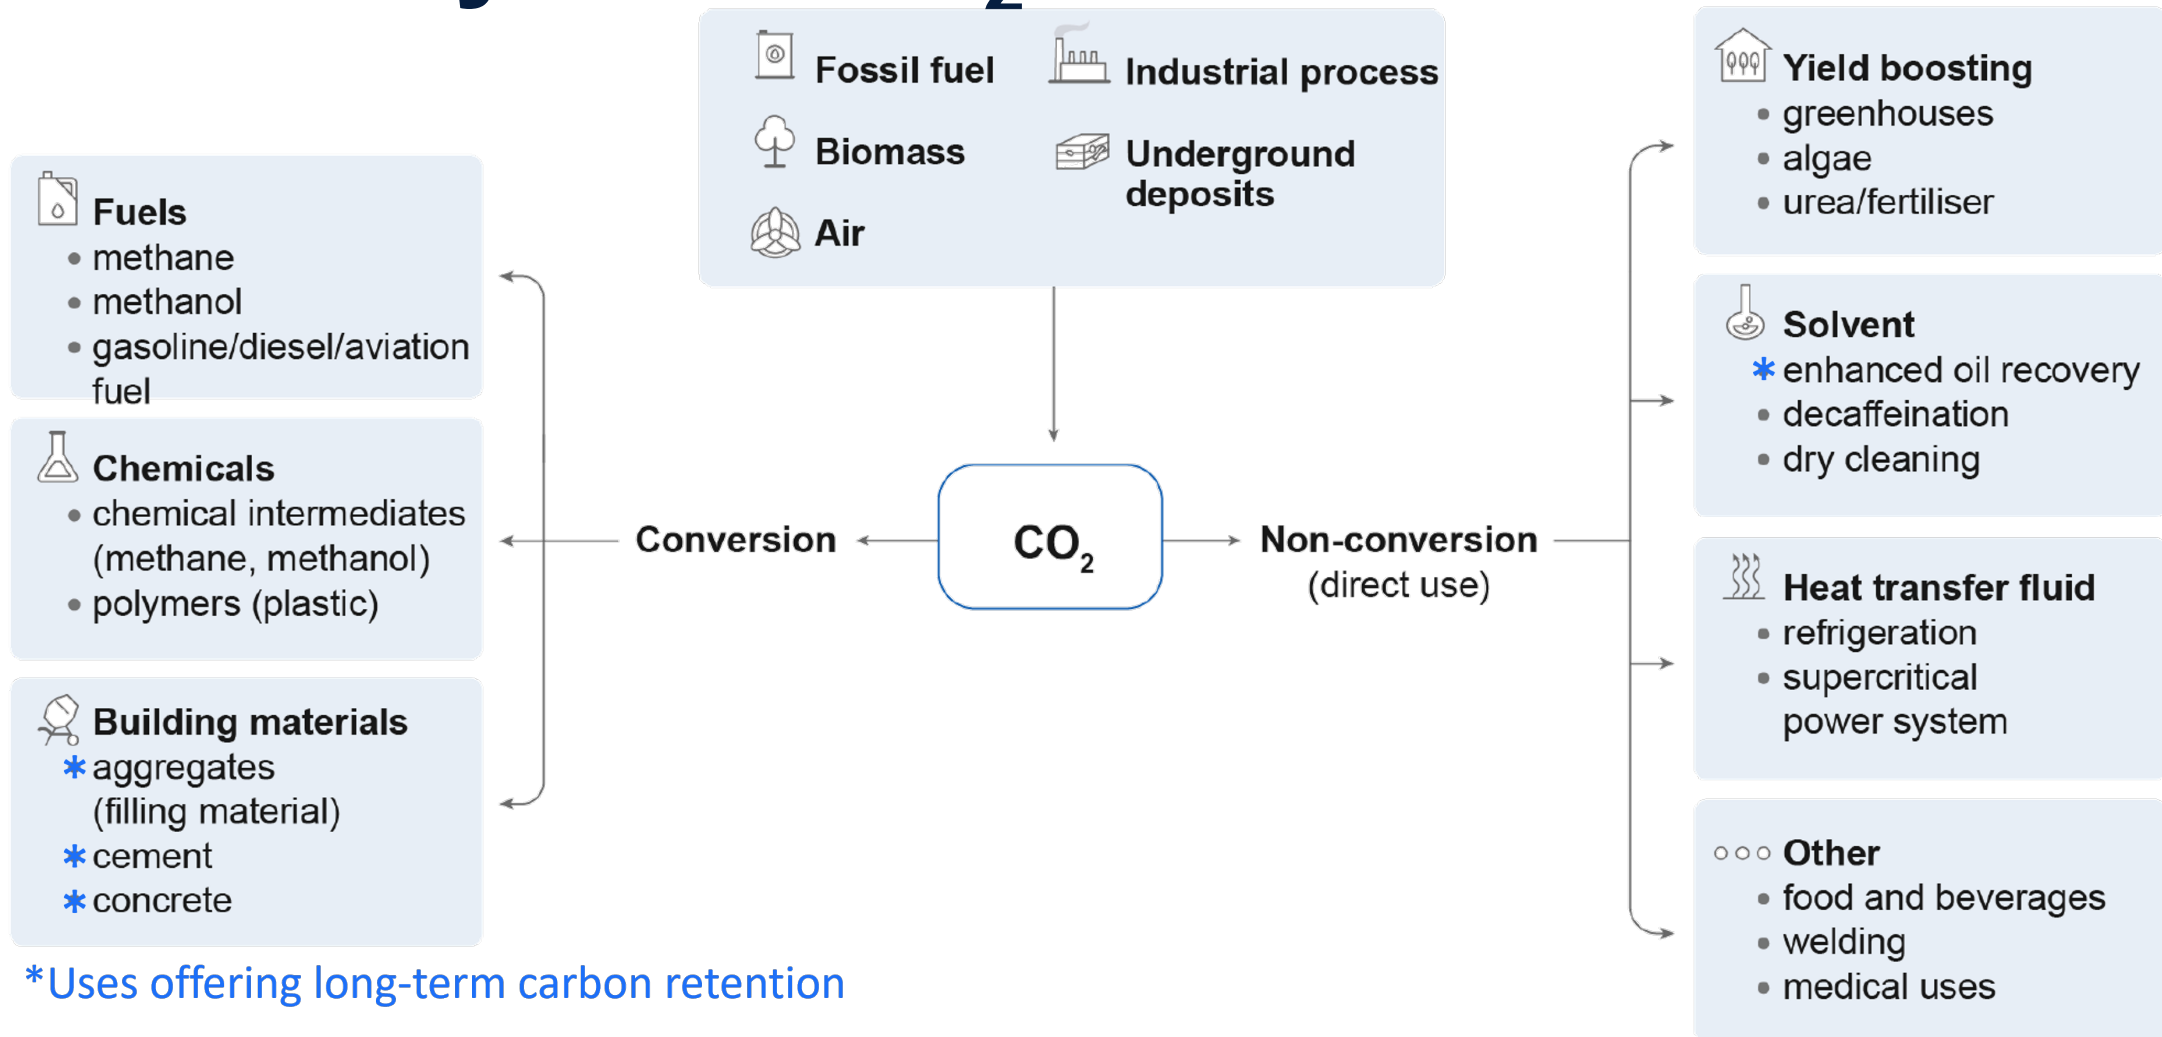 Fossil fuel
Industrial process
Biomass
Underground
deposits
Air
Fuels
• methane
• methanol
• gasoline/diesel/aviation
fuel
Chemicals
• chemical intermediates
(methane, methanol)
• polymers (plastic)
Building materials
* aggregates
(filling material)
* cement
* concrete
Conversion
CO₂
Non-conversion
(direct use)
Yield boosting
• greenhouses
• algae
• urea/fertiliser
Solvent
* enhanced oil recovery
• decaffeination
• dry cleaning
Heat transfer fluid
• refrigeration
• supercritical
power system
Other
• food and beverages
• welding
• medical uses
*Uses offering long-term carbon retention